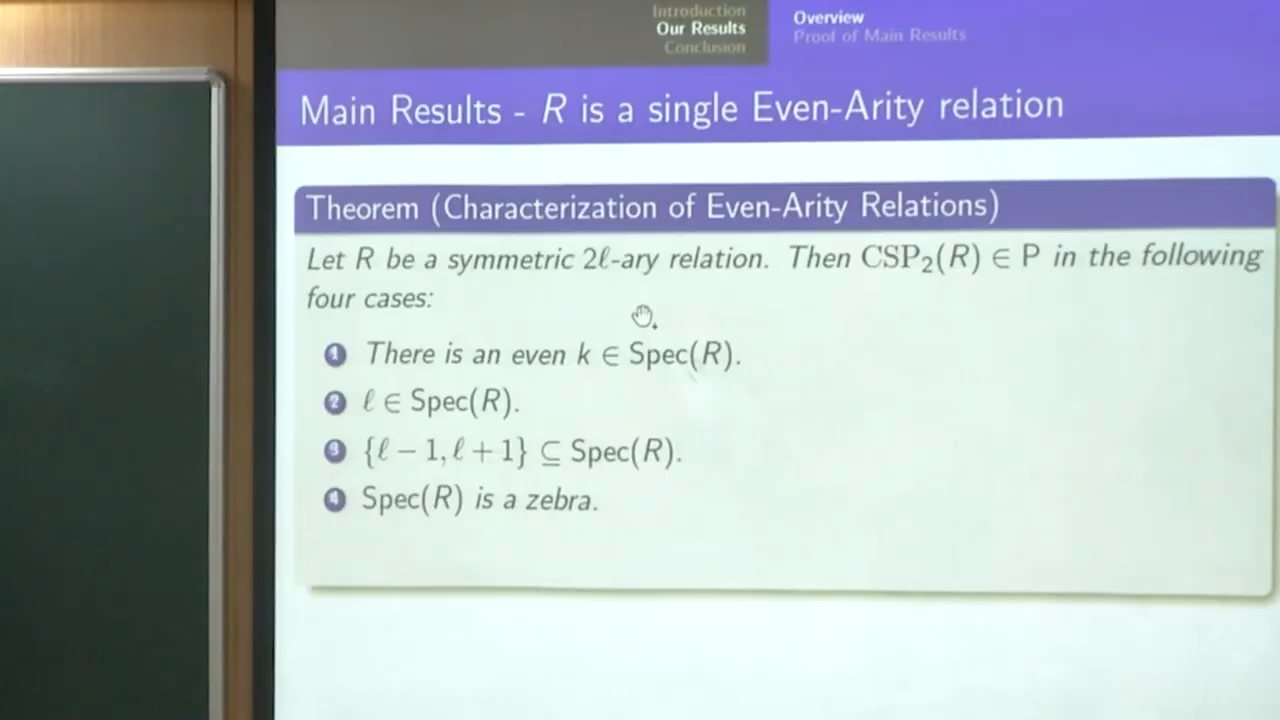 Introduction
Our Results
Conclusion
Overview
Proof of Main Results
Main Results - R is a single Even-Arity relation
Theorem (Characterization of Even-Arity Relations)
Let R be a symmetric 2ℓ-ary relation. Then CSP₂(R) ∈ P in the following
four cases:
1 There is an even k ∈ Spec(R).
2 ℓ ∈ Spec(R).
3 {ℓ − 1, ℓ + 1} ⊆ Spec(R).
4 Spec(R) is a zebra.